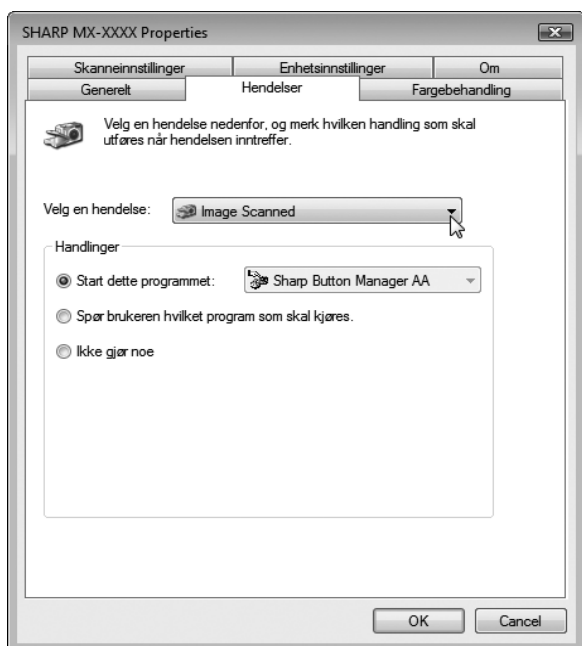 SHARP MX-XXXX Properties
Skanneinnstillinger
Enhetsinnstillinger
Om
Generelt
Hendelser
Fargebehandling
Velg en hendelse nedenfor, og merk hvilken handling som skal
utføres når hendelsen inntreffer.
Velg en hendelse:
Image Scanned
Handlinger
Start dette programmet:
Sharp Button Manager AA
Spør brukeren hvilket program som skal kjøres.
Ikke gjør noe
OK
Cancel